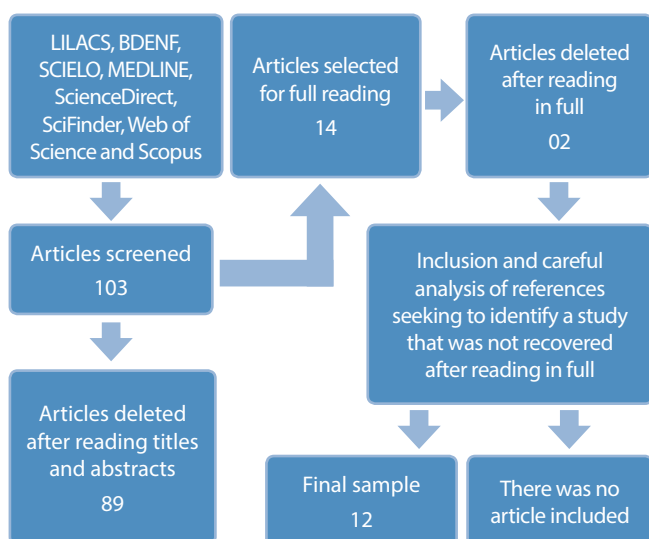 LILACS, BDENF,
SCIELO, MEDLINE,
ScienceDirect,
SciFinder, Web of
Science and Scopus
Articles screened
103
Articles deleted
after reading titles
and abstracts
89
Articles selected
for full reading
14
Articles deleted
after reading
in full
02
Inclusion and careful
analysis of references
seeking to identify a study
that was not recovered
after reading in full
Final sample
12
There was no
article included